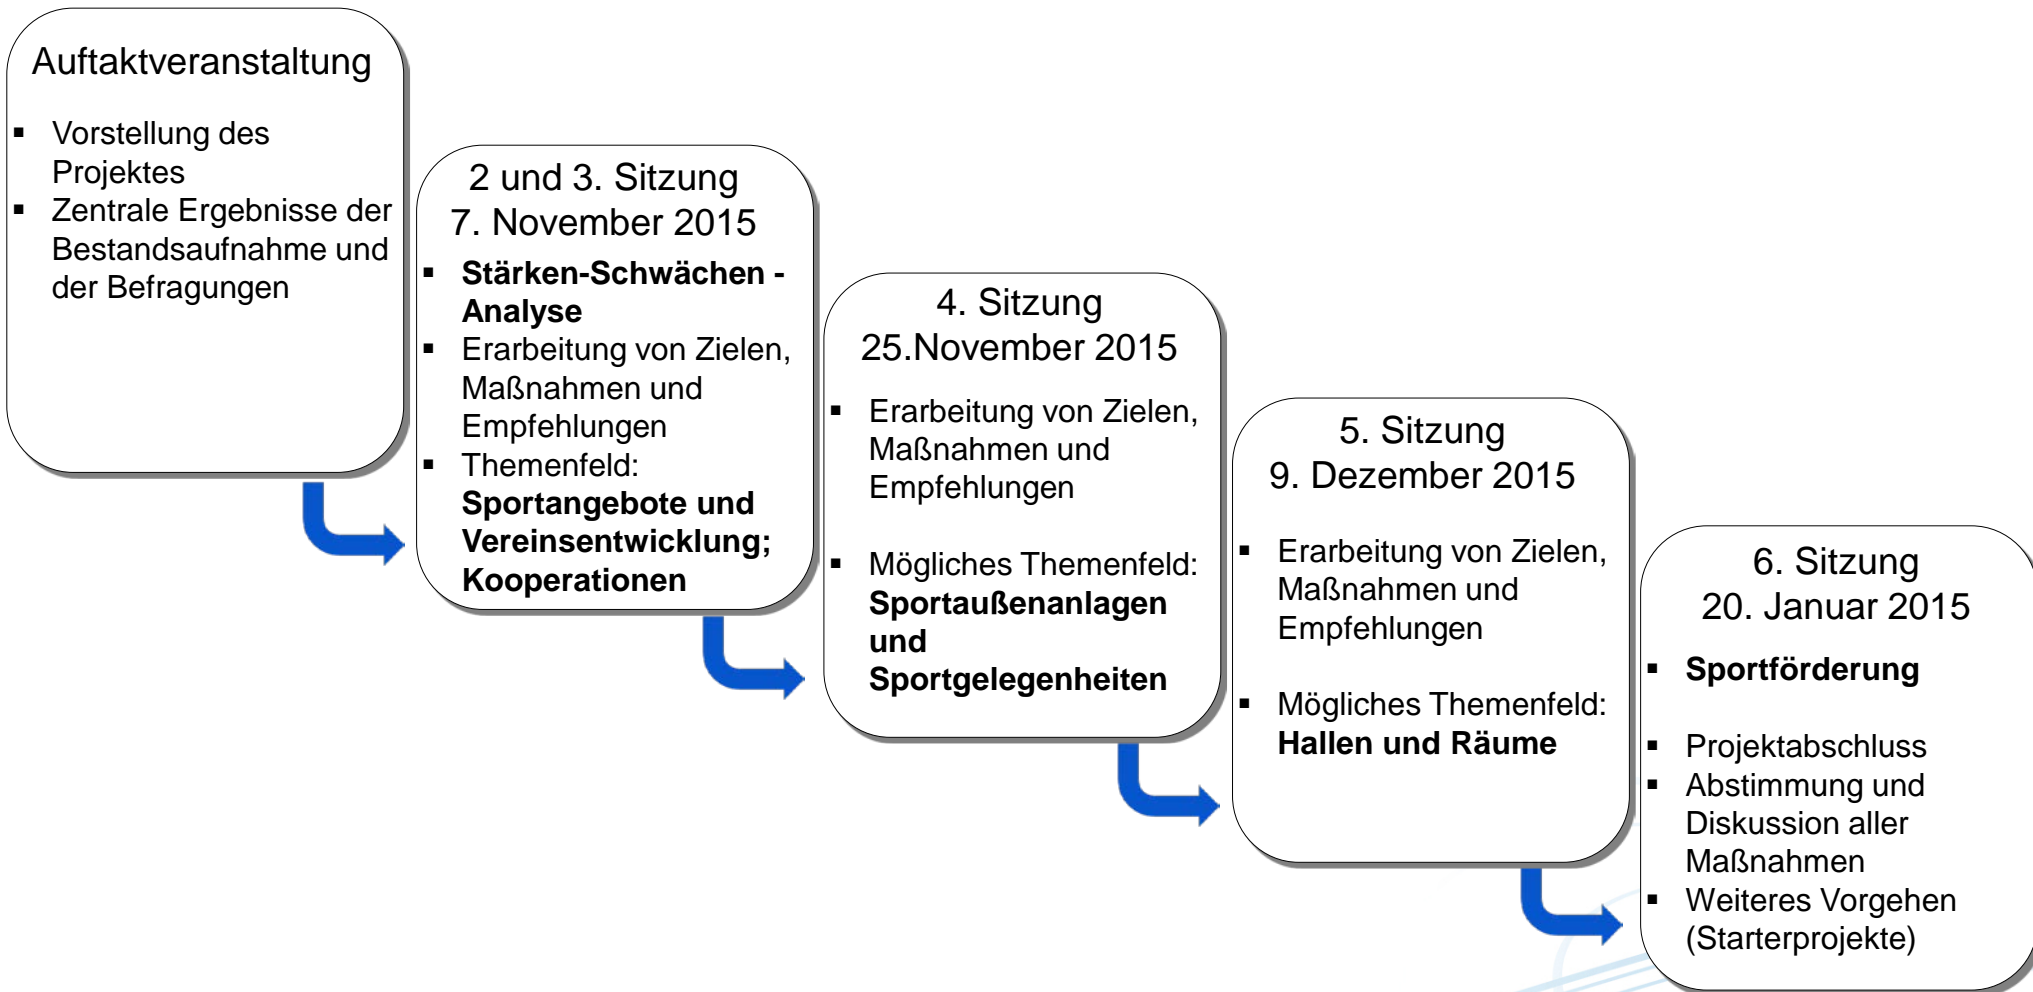 Auftaktveranstaltung
▪ Vorstellung des
Projektes
▪ Zentrale Ergebnisse der
Bestandsaufnahme und
der Befragungen
2 und 3. Sitzung
7. November 2015
▪ Stärken-Schwächen -
Analyse
▪ Erarbeitung von Zielen,
Maßnahmen und
Empfehlungen
▪ Themenfeld:
Sportangebote und
Vereinsentwicklung;
Kooperationen
4. Sitzung
25.November 2015
▪ Erarbeitung von Zielen,
Maßnahmen und
Empfehlungen
▪ Mögliches Themenfeld:
Sportaußenanlagen
und
Sportgelegenheiten
5. Sitzung
9. Dezember 2015
▪ Erarbeitung von Zielen,
Maßnahmen und
Empfehlungen
▪ Mögliches Themenfeld:
Hallen und Räume
6. Sitzung
20. Januar 2015
▪ Sportförderung
▪ Projektabschluss
▪ Abstimmung und
Diskussion aller
Maßnahmen
▪ Weiteres Vorgehen
(Starterprojekte)